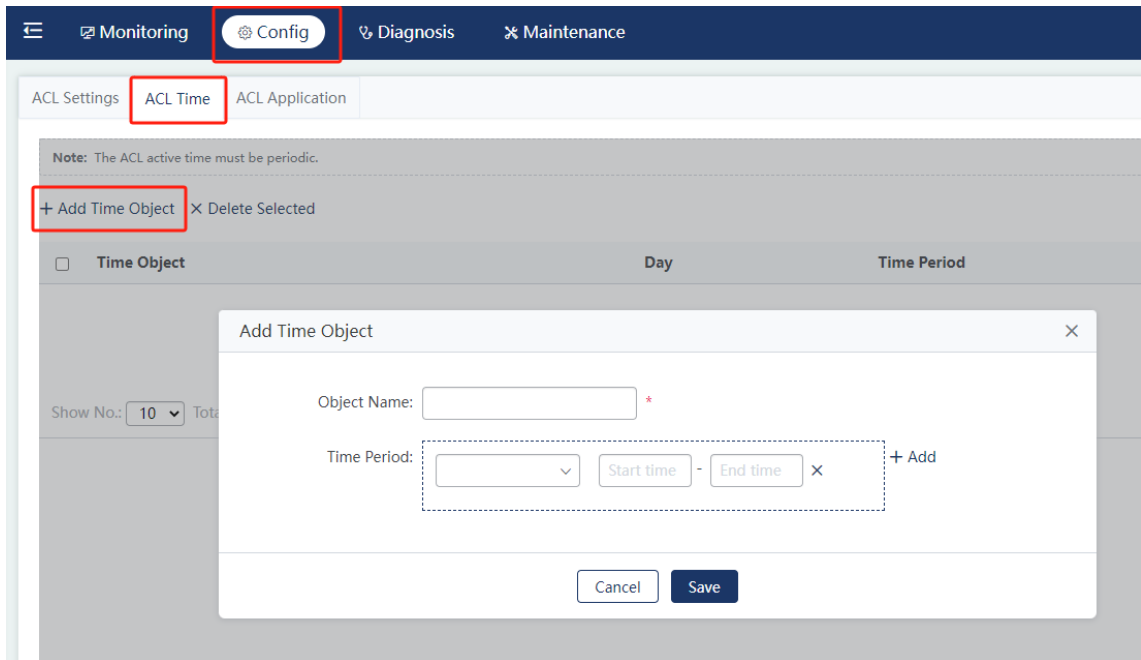 Monitoring Config Diagnosis Maintenance
ACL Settings ACL Time ACL Application
Note: The ACL active time must be periodic.
+ Add Time Object × Delete Selected
Time Object Day Time Period
Add Time Object ×
Object Name: *
Show No.: 10 Tota
Time Period: Start time - End time × + Add
Cancel Save